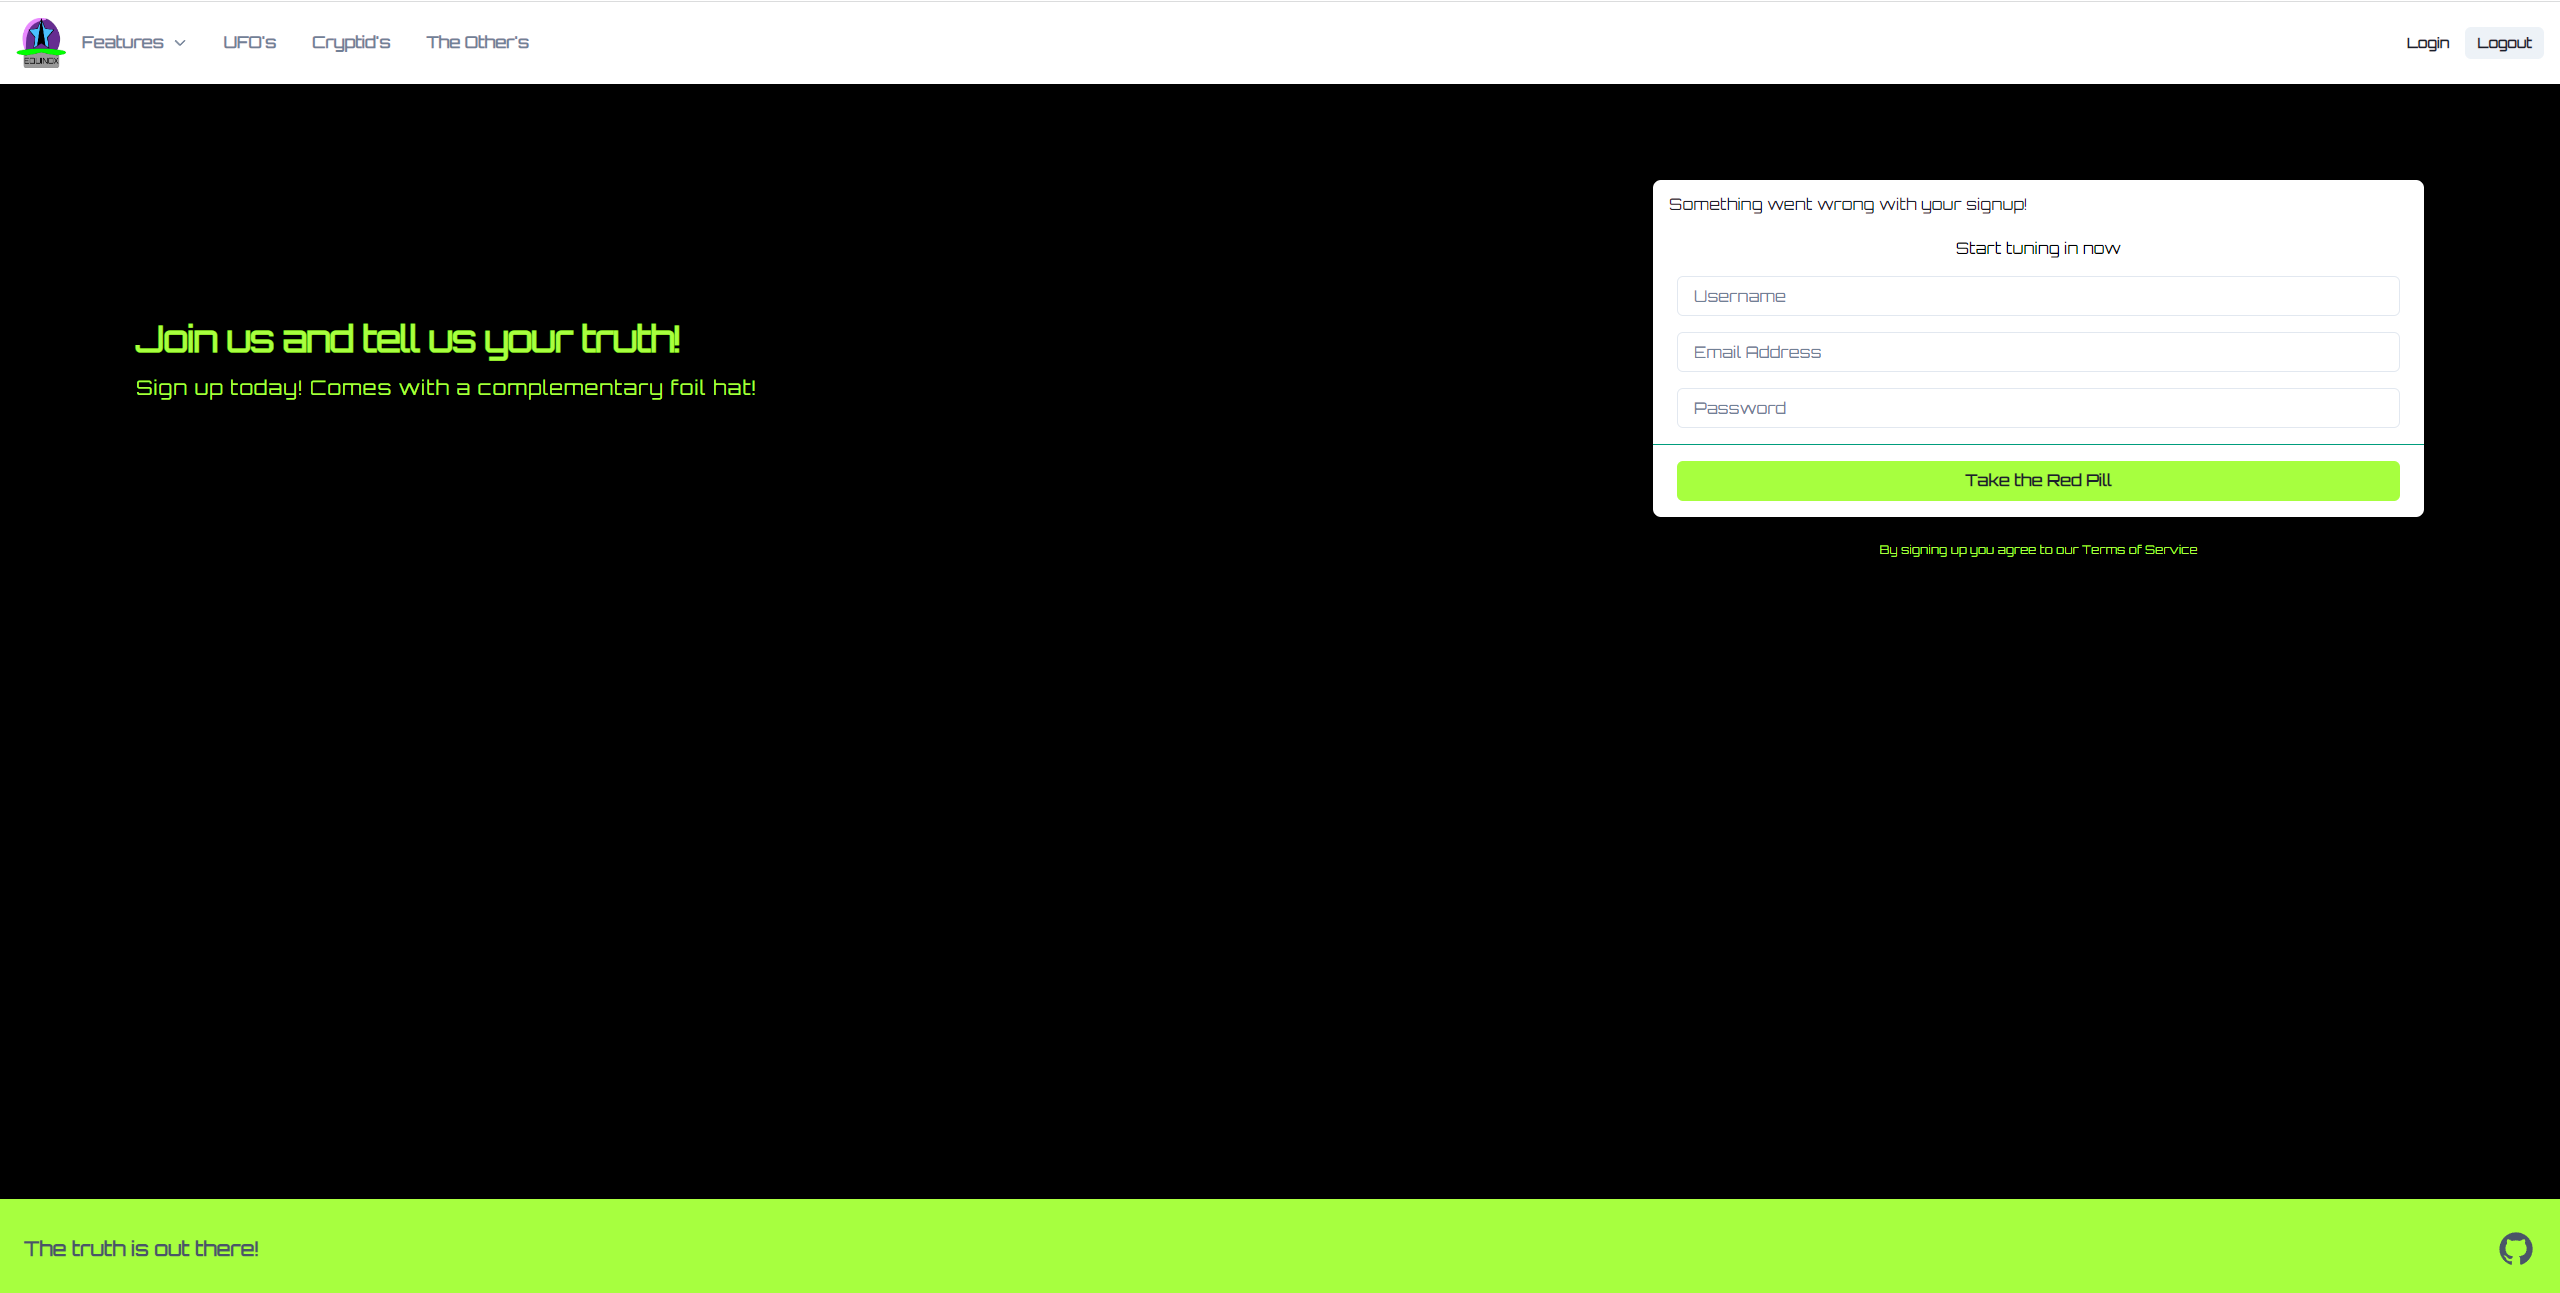 EQUINOX
Features
UFO's
Cryptid's
The Other's
Login
Logout
Join us and tell us your truth!
Sign up today! Comes with a complementary foil hat!
Something went wrong with your signup!
Start tuning in now
Username
Email Address
Password
Take the Red Pill
By signing up you agree to our Terms of Service
The truth is out there!